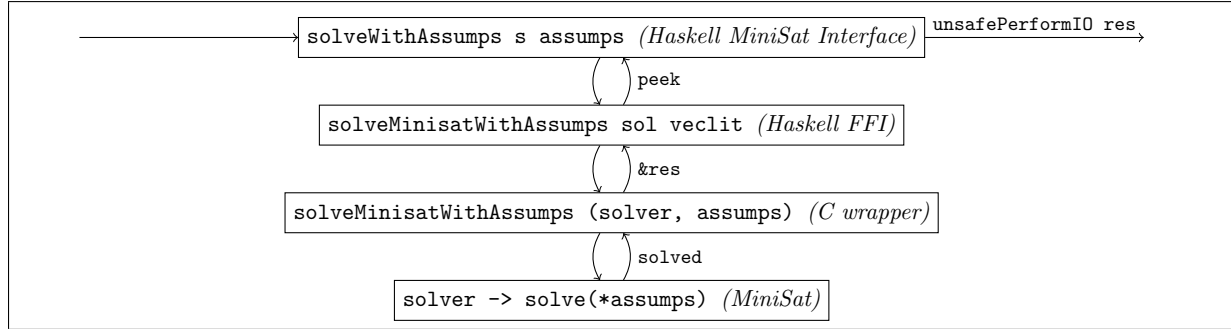 solveWithAssumps s assumps (Haskell MiniSat Interface)
unsafePerformIO res
peek
solveMinisatWithAssumps sol veclit (Haskell FFI)
&res
solveMinisatWithAssumps (solver, assumps) (C wrapper)
solved
solver -> solve(*assumps) (MiniSat)